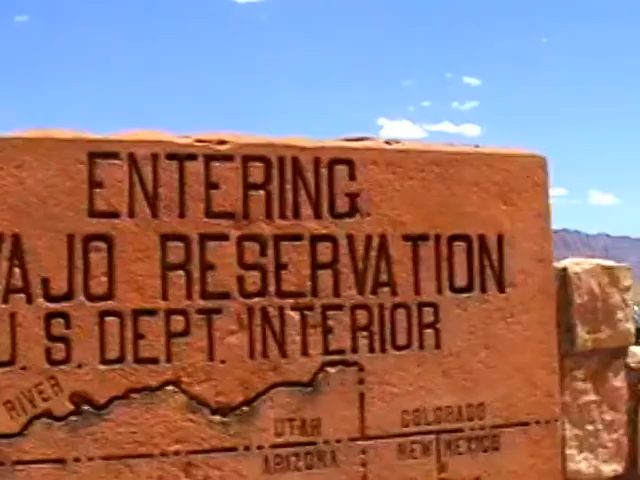 ENTERING
VAJO RESERVATION
U.S. DEPT. INTERIOR
RIVER
UTAH COLORADO
ARIZONA NEW MEXICO